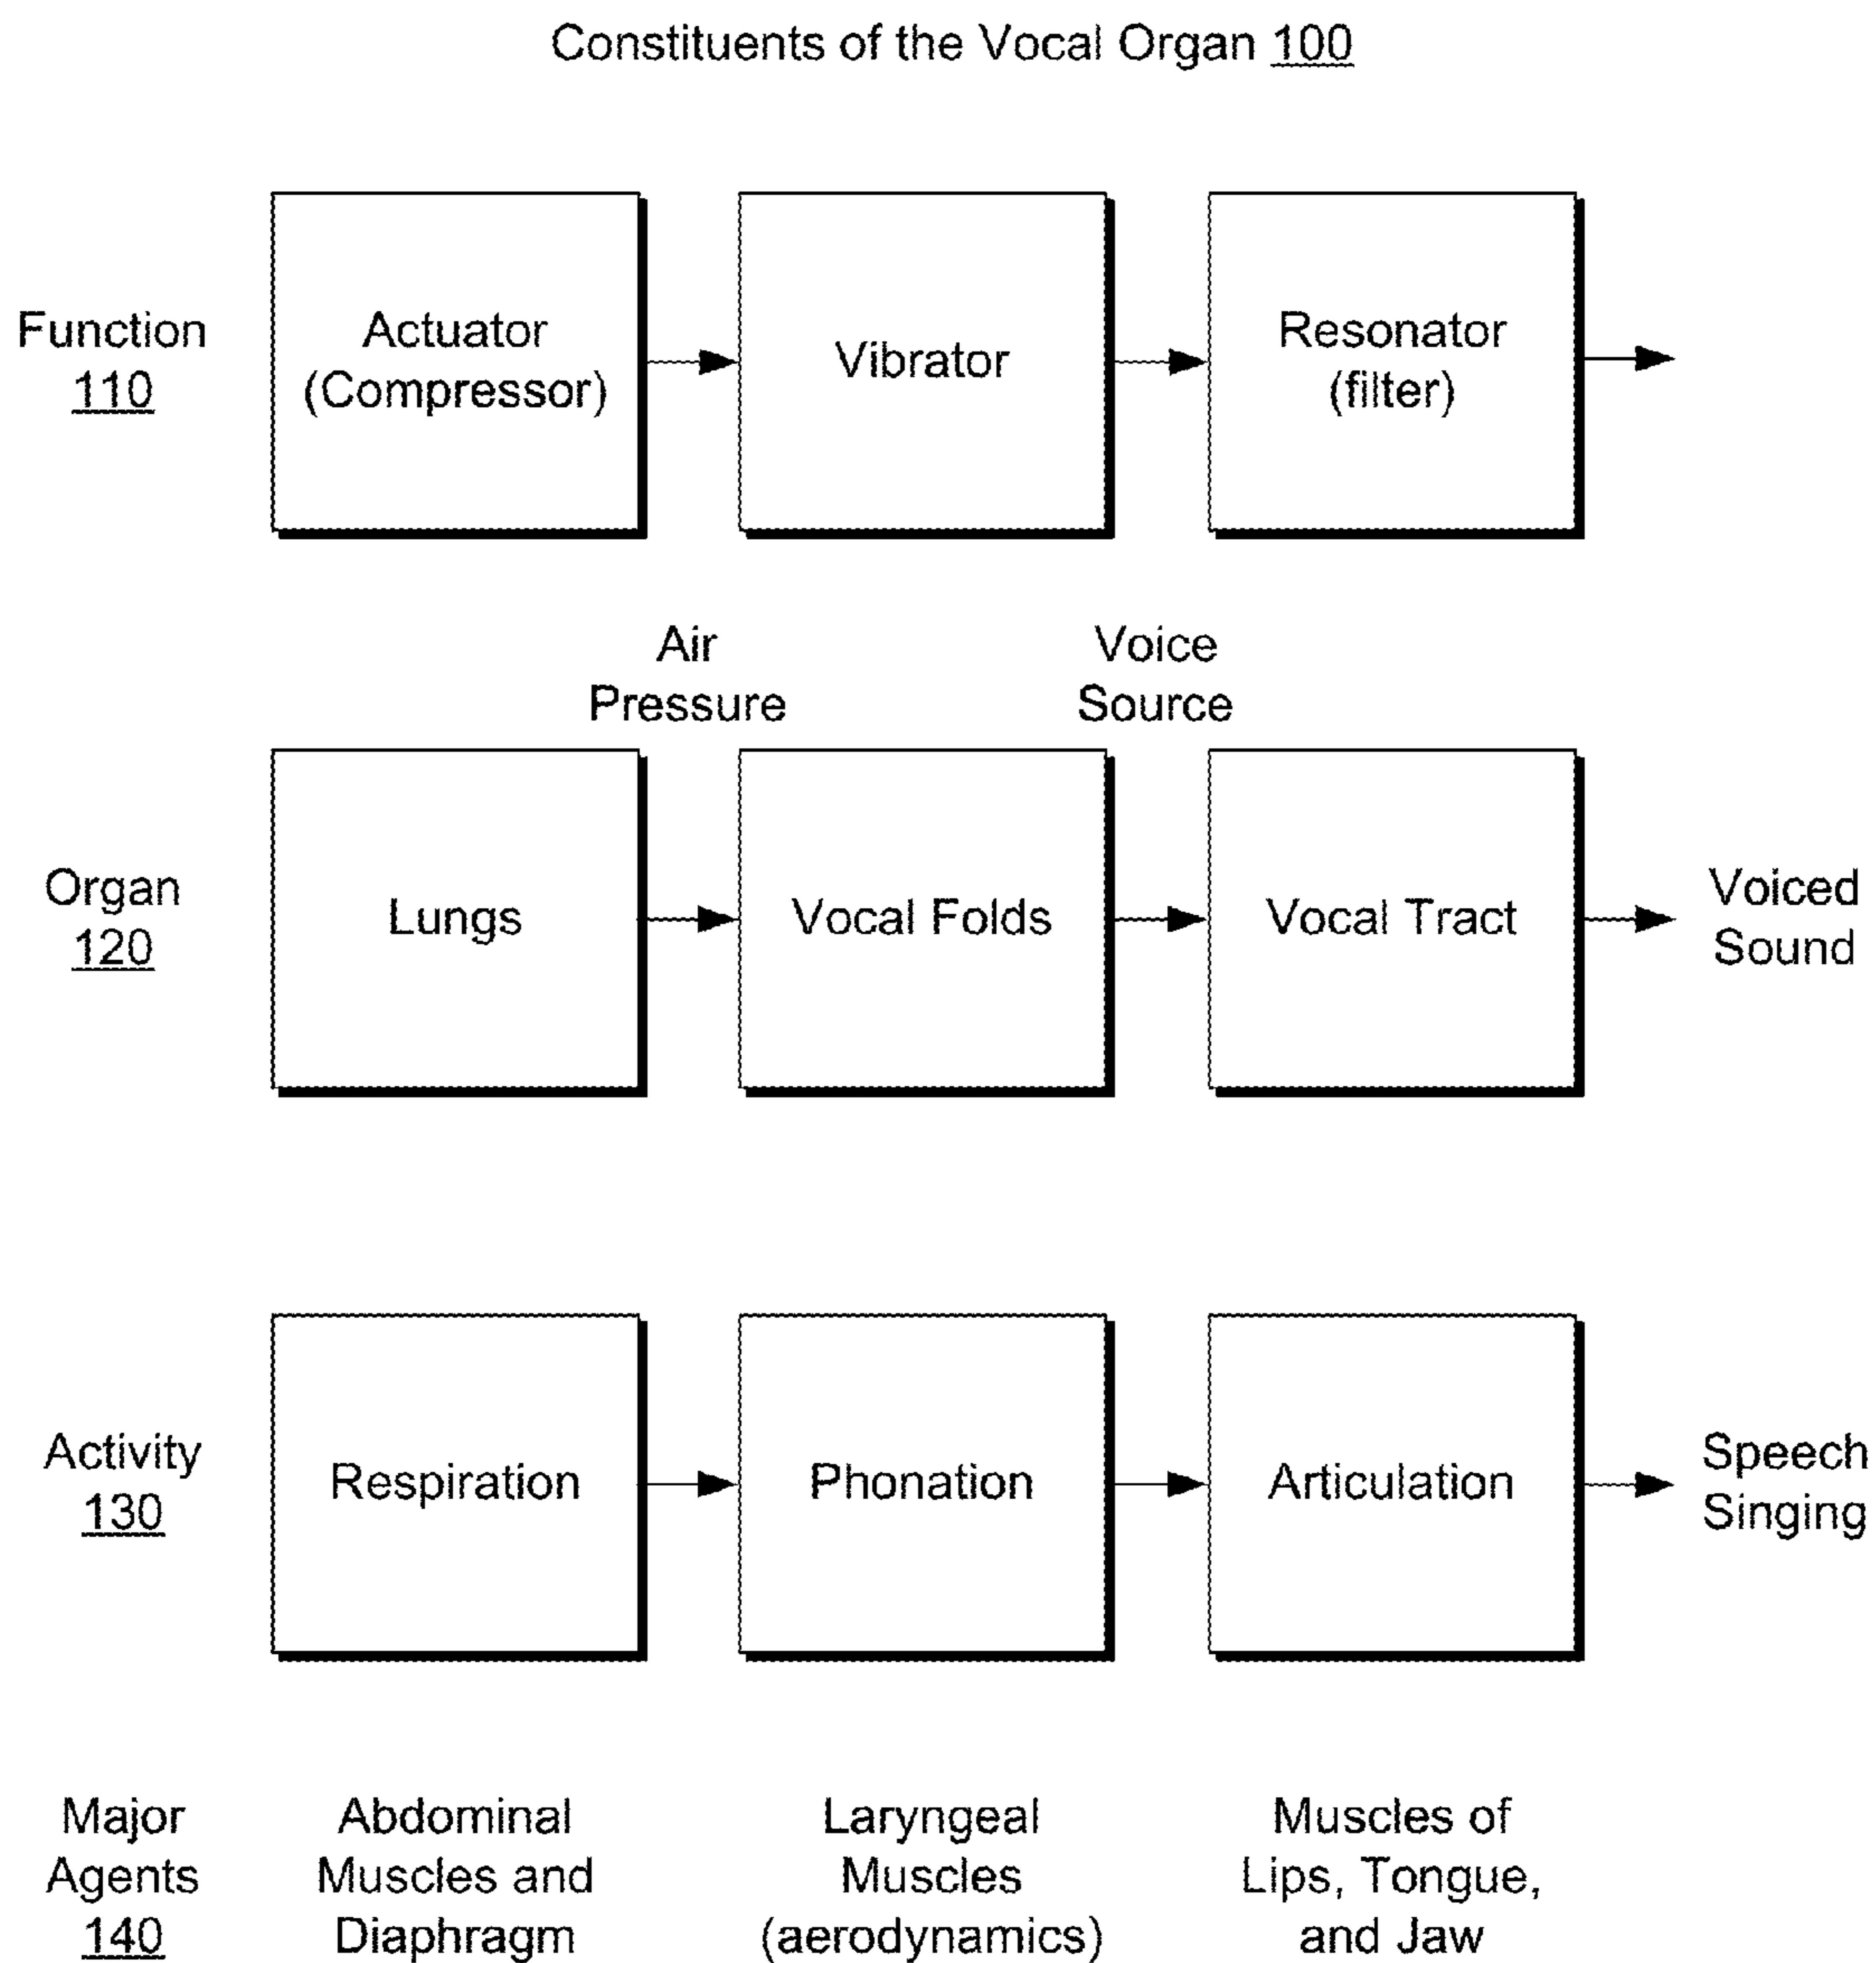 Constituents of the Vocal Organ 100
Function
110
Actuator
(Compressor)
Vibrator
Resonator
(filter)
Air
Pressure
Voice
Source
Organ
120
Lungs
Vocal Folds
Vocal Tract
Voiced
Sound
Activity
130
Respiration
Phonation
Articulation
Speech
Singing
Major
Agents
140
Abdominal
Muscles and
Diaphragm
Laryngeal
Muscles
(aerodynamics)
Muscles of
Lips, Tongue,
and Jaw